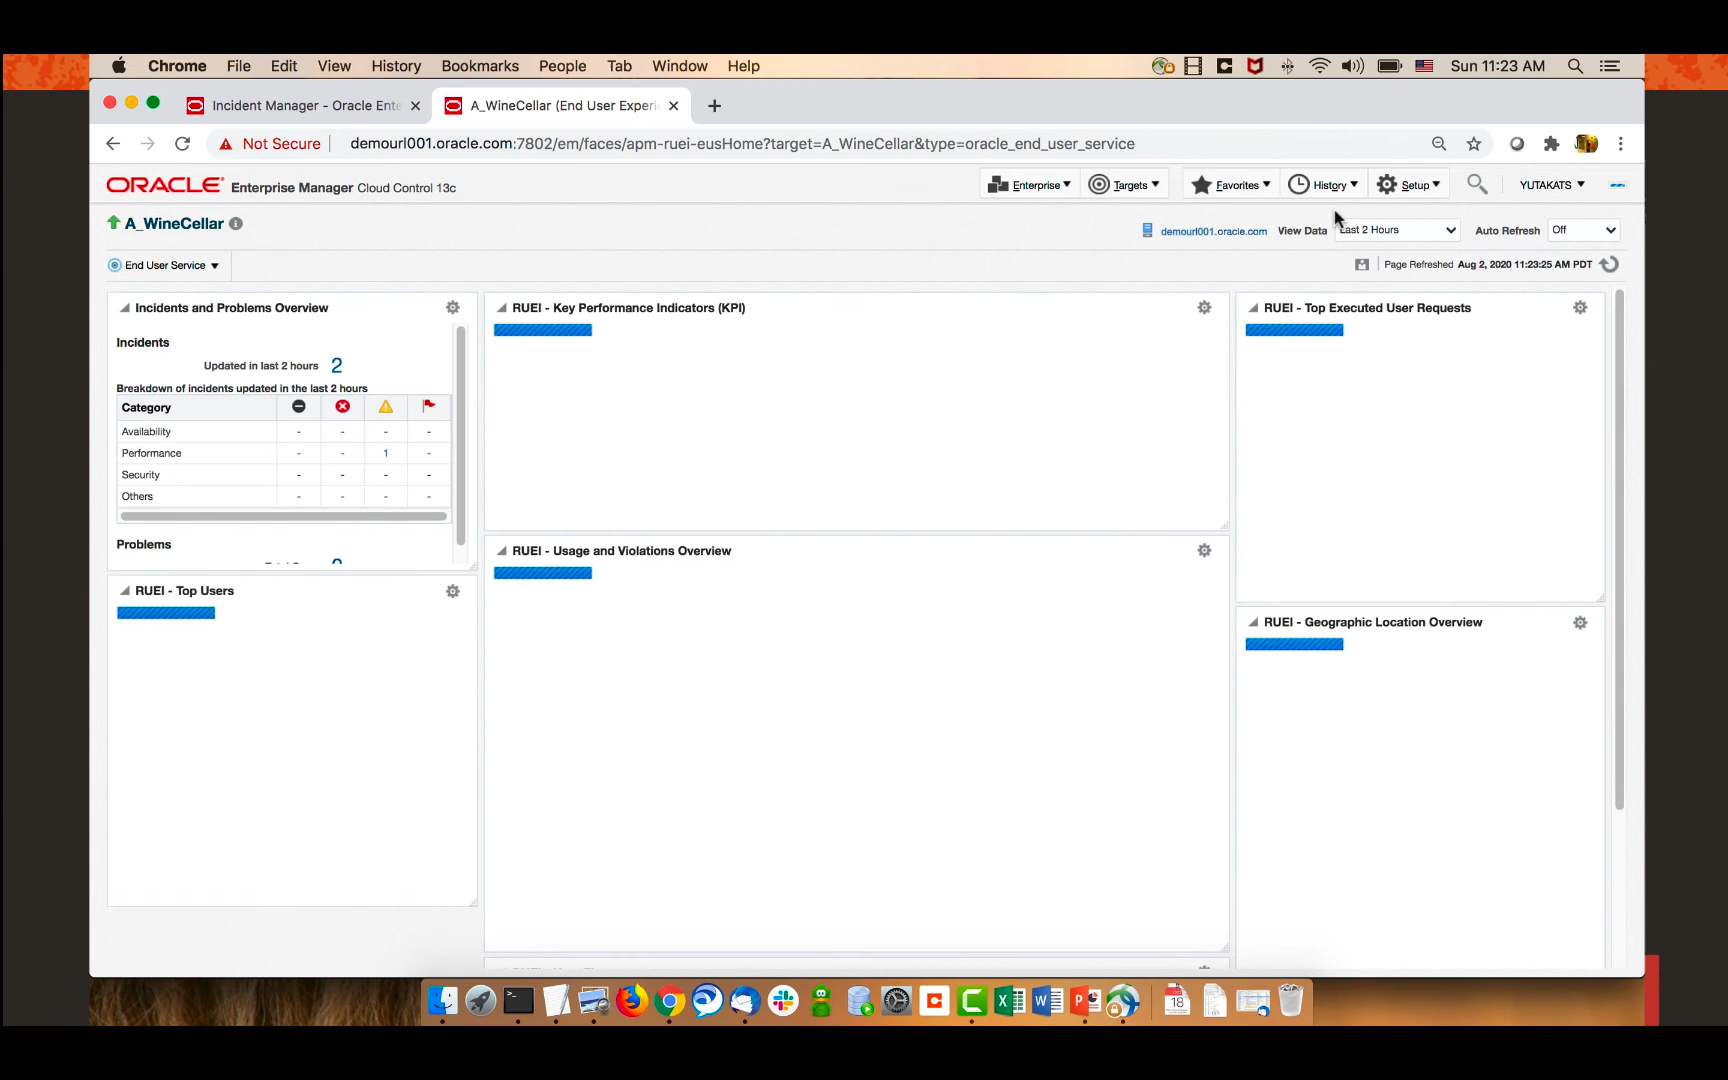 Chrome File Edit View History Bookmarks People Tab Window Help Sun 11:23 AM
Incident Manager - Oracle Ente
A_WineCellar (End User Experi
Not Secure demourl001.oracle.com:7802/em/faces/apm-ruei-eusHome?target=A_WineCellar&type=oracle_end_user_service
ORACLE Enterprise Manager Cloud Control 13c
Enterprise Targets Favorites History Setup YUTAKATS
A_WineCellar
demourl001.oracle.com View Data Last 2 Hours Auto Refresh Off
End User Service
Page Refreshed Aug 2, 2020 11:23:25 AM PDT
Incidents and Problems Overview
Incidents
Updated in last 2 hours 2
Breakdown of incidents updated in the last 2 hours
Category
Availability - - - -
Performance - - 1 -
Security - - - -
Others - - - -
Problems
RUEI - Top Users
RUEI - Key Performance Indicators (KPI)
RUEI - Usage and Violations Overview
RUEI - Top Executed User Requests
RUEI - Geographic Location Overview
18